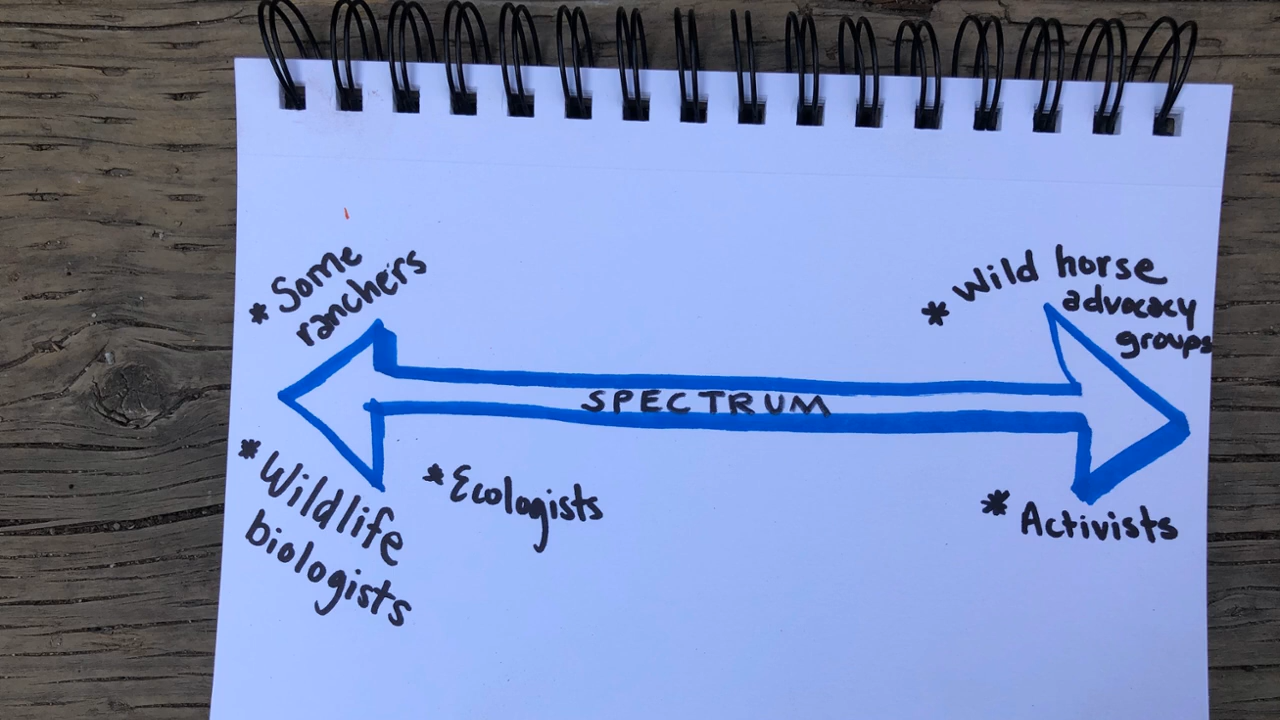 * Some
ranchers
* Wild horse
advocacy
groups
SPECTRUM
* Wildlife
biologists
* Ecologists
* Activists